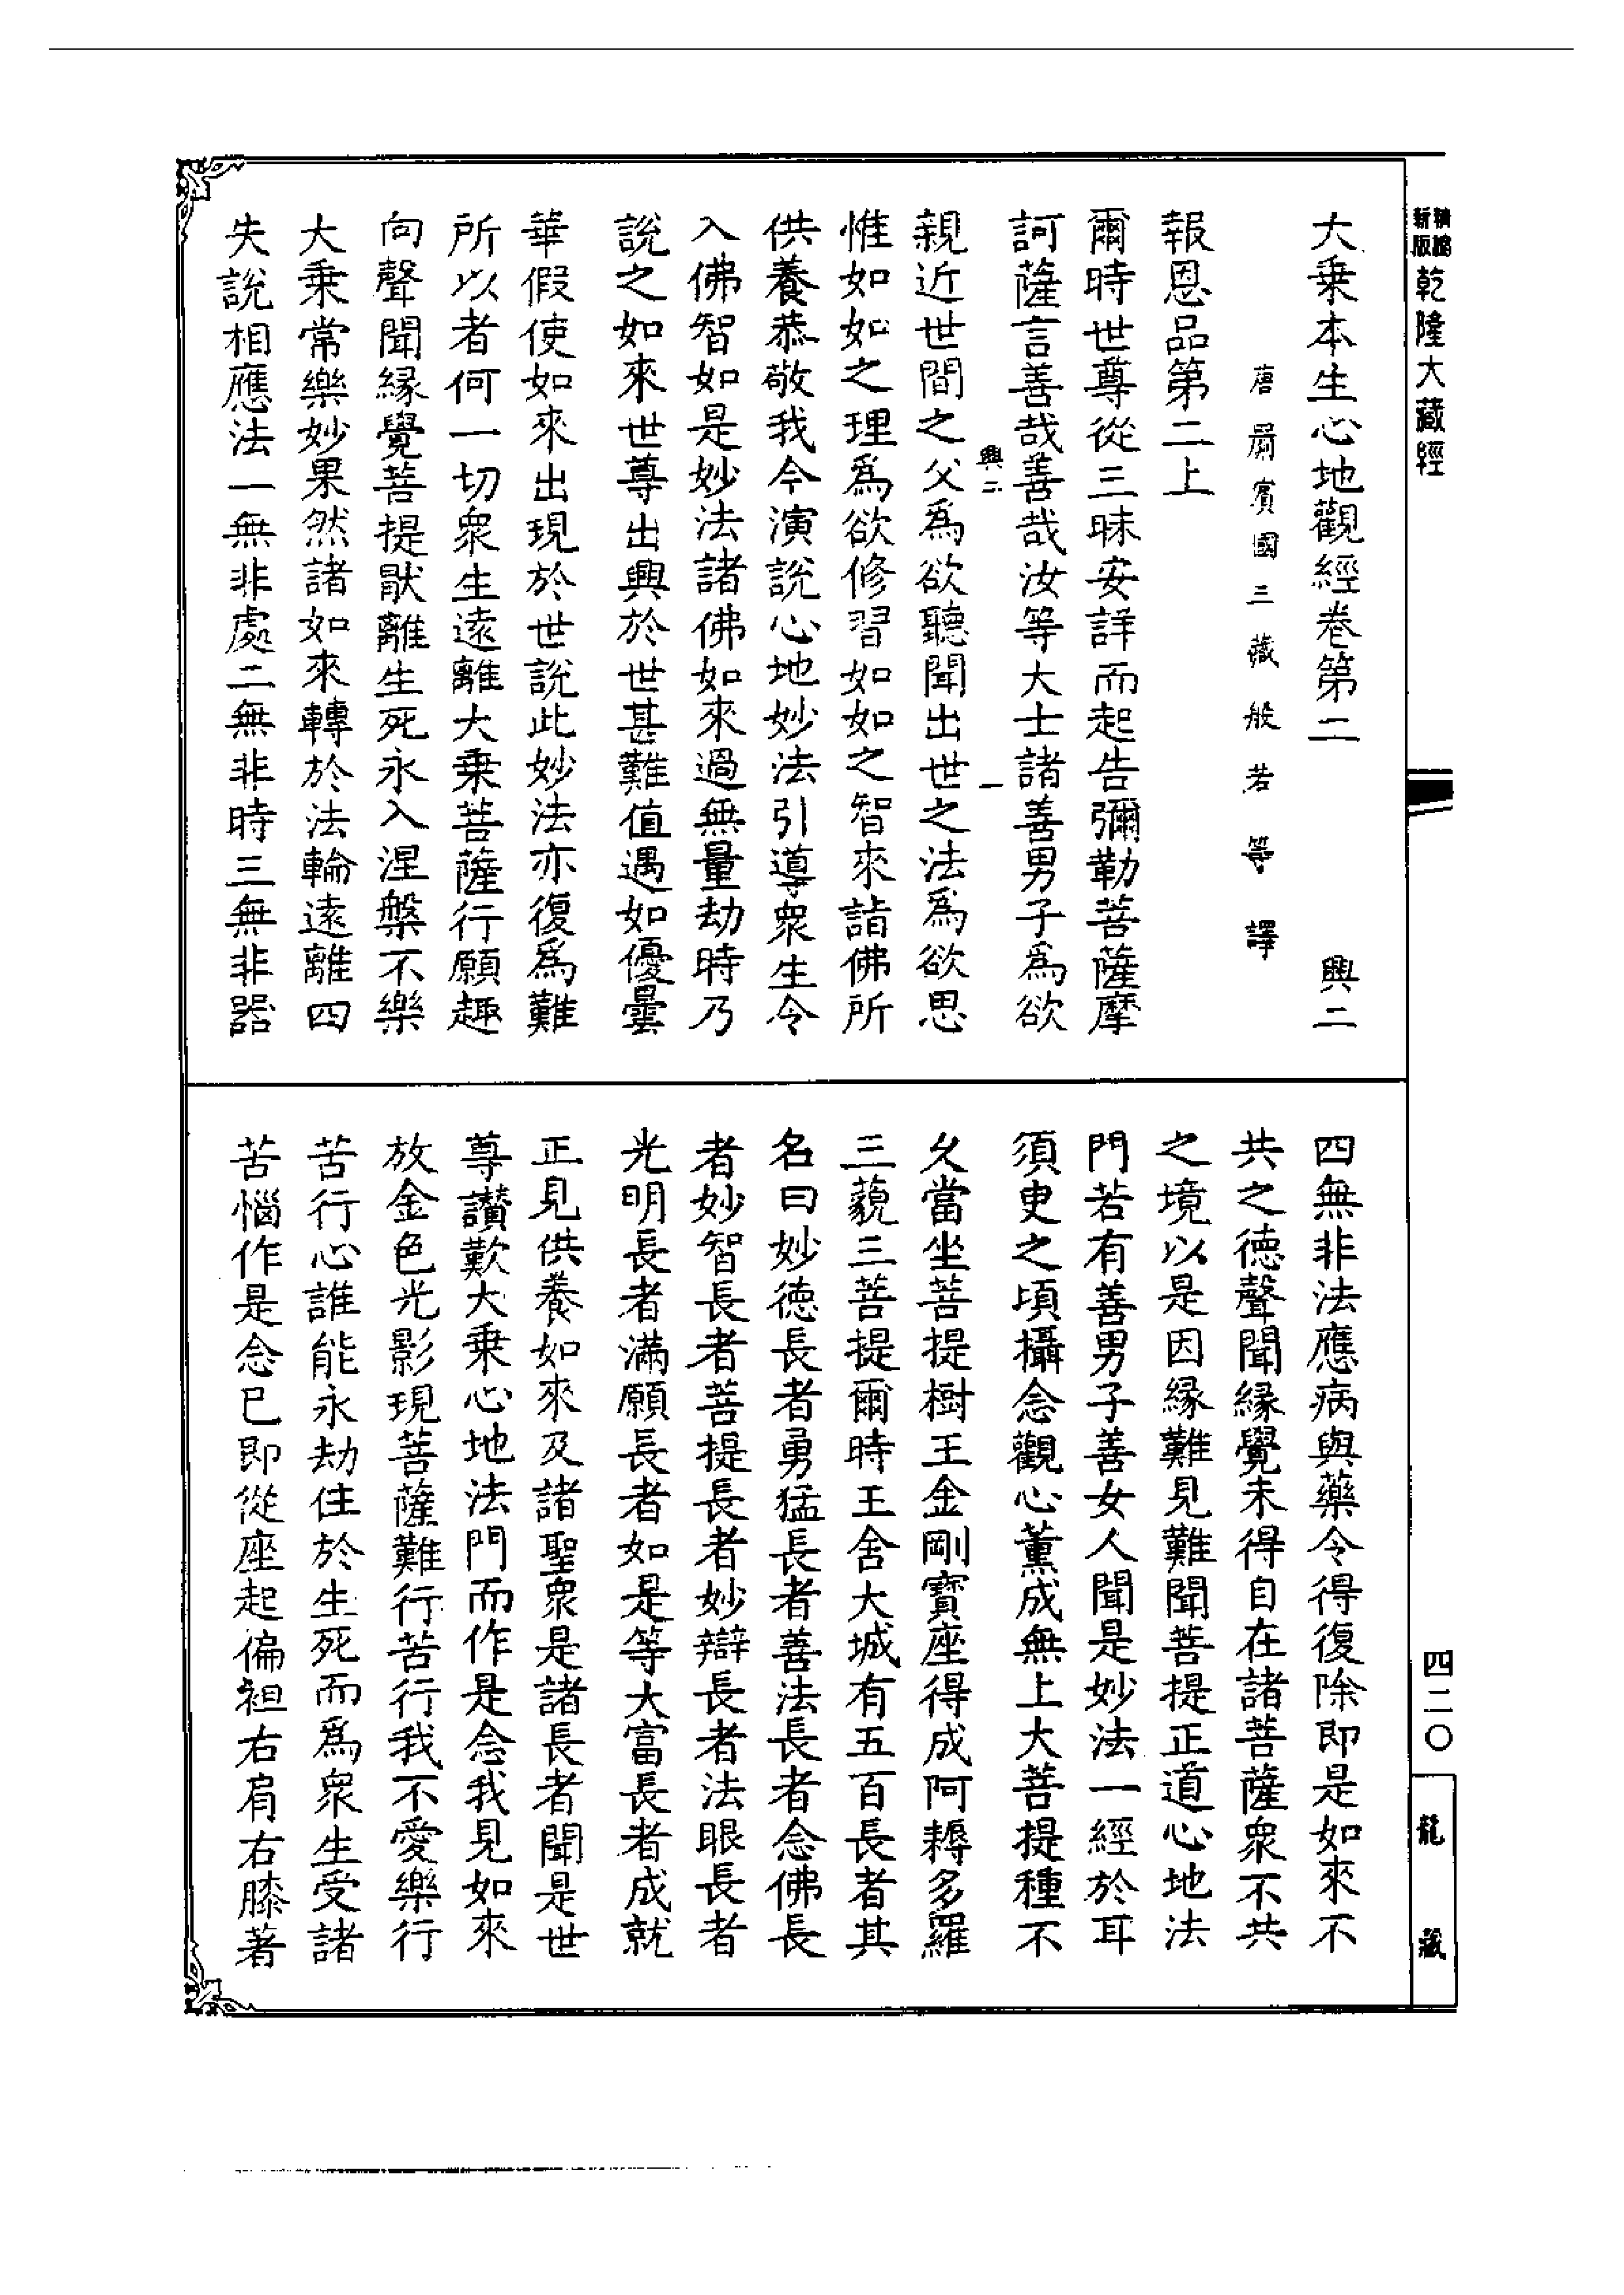 精縮
新版
乾隆大藏經
四二〇
龍藏
大乗本生心地觀經卷第二 興二
唐罽賓國三藏般若等譯
報恩品第二上
爾時世尊從三昧安詳而起告彌勒菩薩摩
訶薩言善哉善哉汝等大士諸善男子爲欲
興二 一
親近世間之父爲欲聽聞出世之法爲欲思
惟如如之理爲欲修習如如之智來詣佛所
供養恭敬我今演說心地妙法引導衆生令
入佛智如是妙法諸佛如來過無量劫時乃
說之如來世尊出興於世甚難值遇如優曇
華假使如來出現於世說此妙法亦復爲難
所以者何一切衆生遠離大乗菩薩行願趣
向聲聞緣覺菩提厭離生死永入涅槃不樂
大乗常樂妙果然諸如來轉於法輪遠離四
失說相應法一無非處二無非時三無非器
四無非法應病與藥令得復除即是如來不
共之德聲聞緣覺未得自在諸菩薩衆不共
之境以是因緣難見難聞菩提正道心地法
門若有善男子善女人聞是妙法一經於耳
須臾之頃攝念觀心薰成無上大菩提種不
久當坐菩提樹王金剛寶座得成阿耨多羅
三藐三菩提爾時王舍大城有五百長者其
名曰妙德長者勇猛長者善法長者念佛長
者妙智長者菩提長者妙辯長者法眼長者
光明長者滿願長者如是等大富長者成就
正見供養如來及諸聖衆是諸長者聞是世
尊讚歎大乗心地法門而作是念我見如來
放金色光影現菩薩難行苦行我不愛樂行
苦行心誰能永劫住於生死而爲衆生受諸
苦惱作是念已即從座起偏袒右肩右膝著